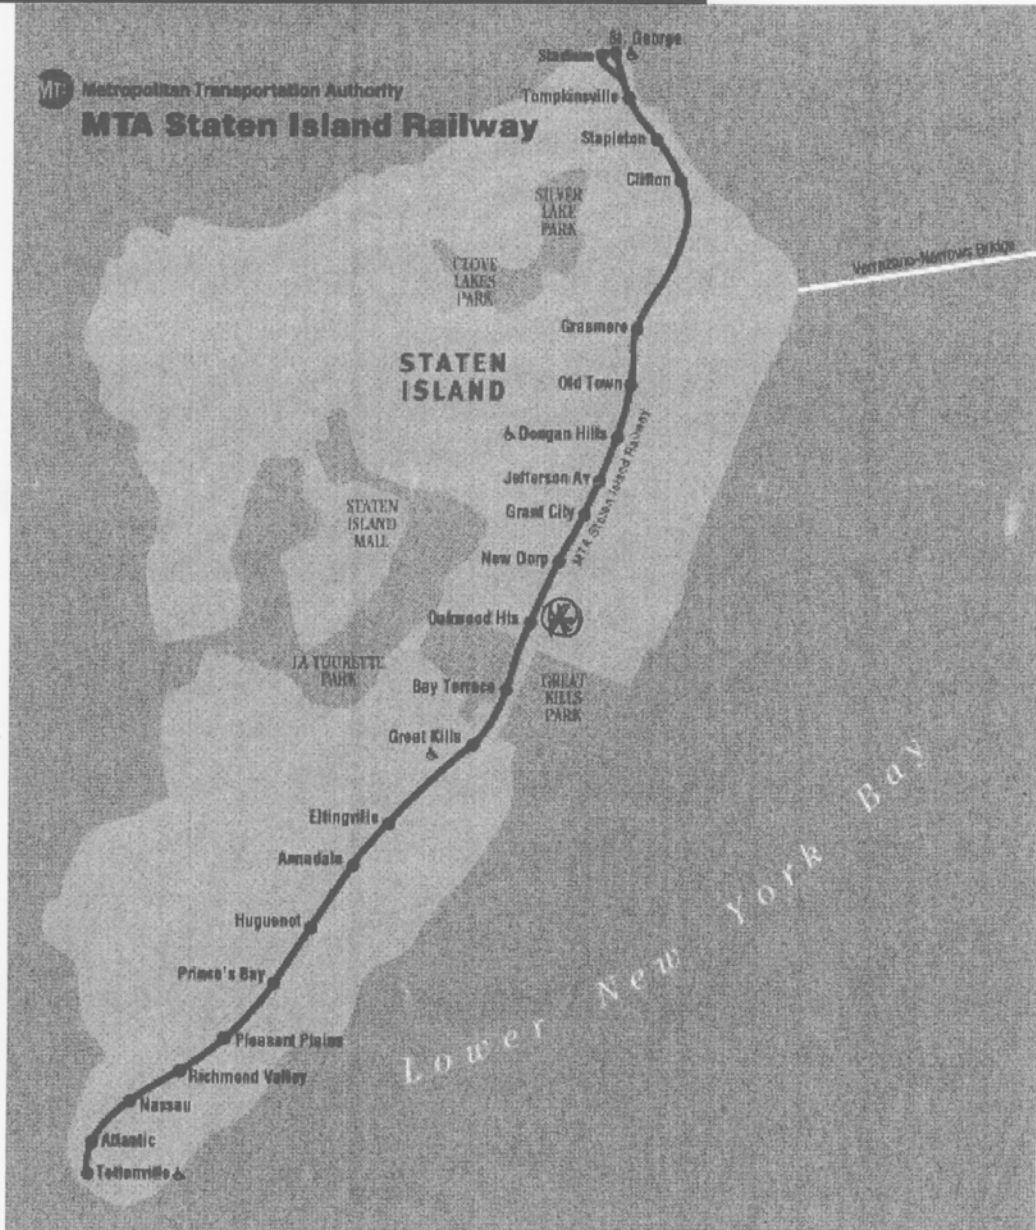 St. George
Stadium
MTA Metropolitan Transportation Authority
MTA Staten Island Railway
Tompkinsville
Stapleton
Clifton
SILVER
LAKE
PARK
Verrazano-Narrows Bridge
CLOVE
LAKES
PARK
Grasmere
STATEN
ISLAND
Old Town
Dongan Hills
MTA Staten Island Railway
Jefferson Av
Grant City
STATEN
ISLAND
MALL
New Dorp
Oakwood Hts
LA TOURETTE
PARK
Bay Terrace
GREAT
KILLS
PARK
Great Kills
Eltingville
Annadale
Huguenot
Prince's Bay
Lower New York Bay
Pleasant Plains
Richmond Valley
Nassau
Atlantic
Tottenville